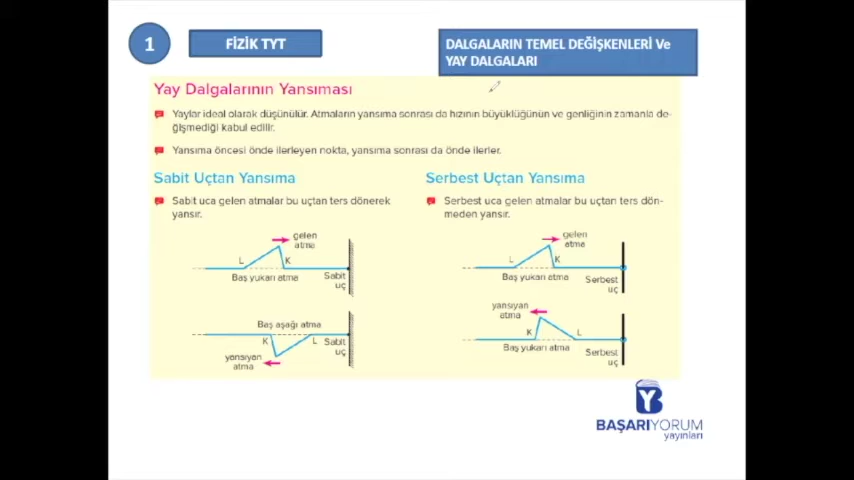 1
FİZİK TYT
DALGALARIN TEMEL DEĞİŞKENLERİ Ve
YAY DALGALARI
Yay Dalgalarının Yansıması
Yaylar ideal olarak düşünülür. Atmaların yansıma sonrası da hızının büyüklüğünün ve genliğinin zamanla de-
ğişmediği kabul edilir.
Yansıma öncesi önde ilerleyen nokta, yansıma sonrası da önde ilerler.
Sabit Uçtan Yansıma
Sabit uca gelen atmalar bu uçtan ters dönerek
yansır.
gelen
atma
L
K
Baş yukarı atma
Sabit
uç
Baş aşağı atma
K
L
Sabit
uç
yansıyan
atma
Serbest Uçtan Yansıma
Serbest uca gelen atmalar bu uçtan ters dön-
meden yansır.
gelen
atma
L
K
Baş yukarı atma
Serbest
uç
yansıyan
atma
K
L
Baş yukarı atma
Serbest
uç
BAŞARIYORUM
yayınları